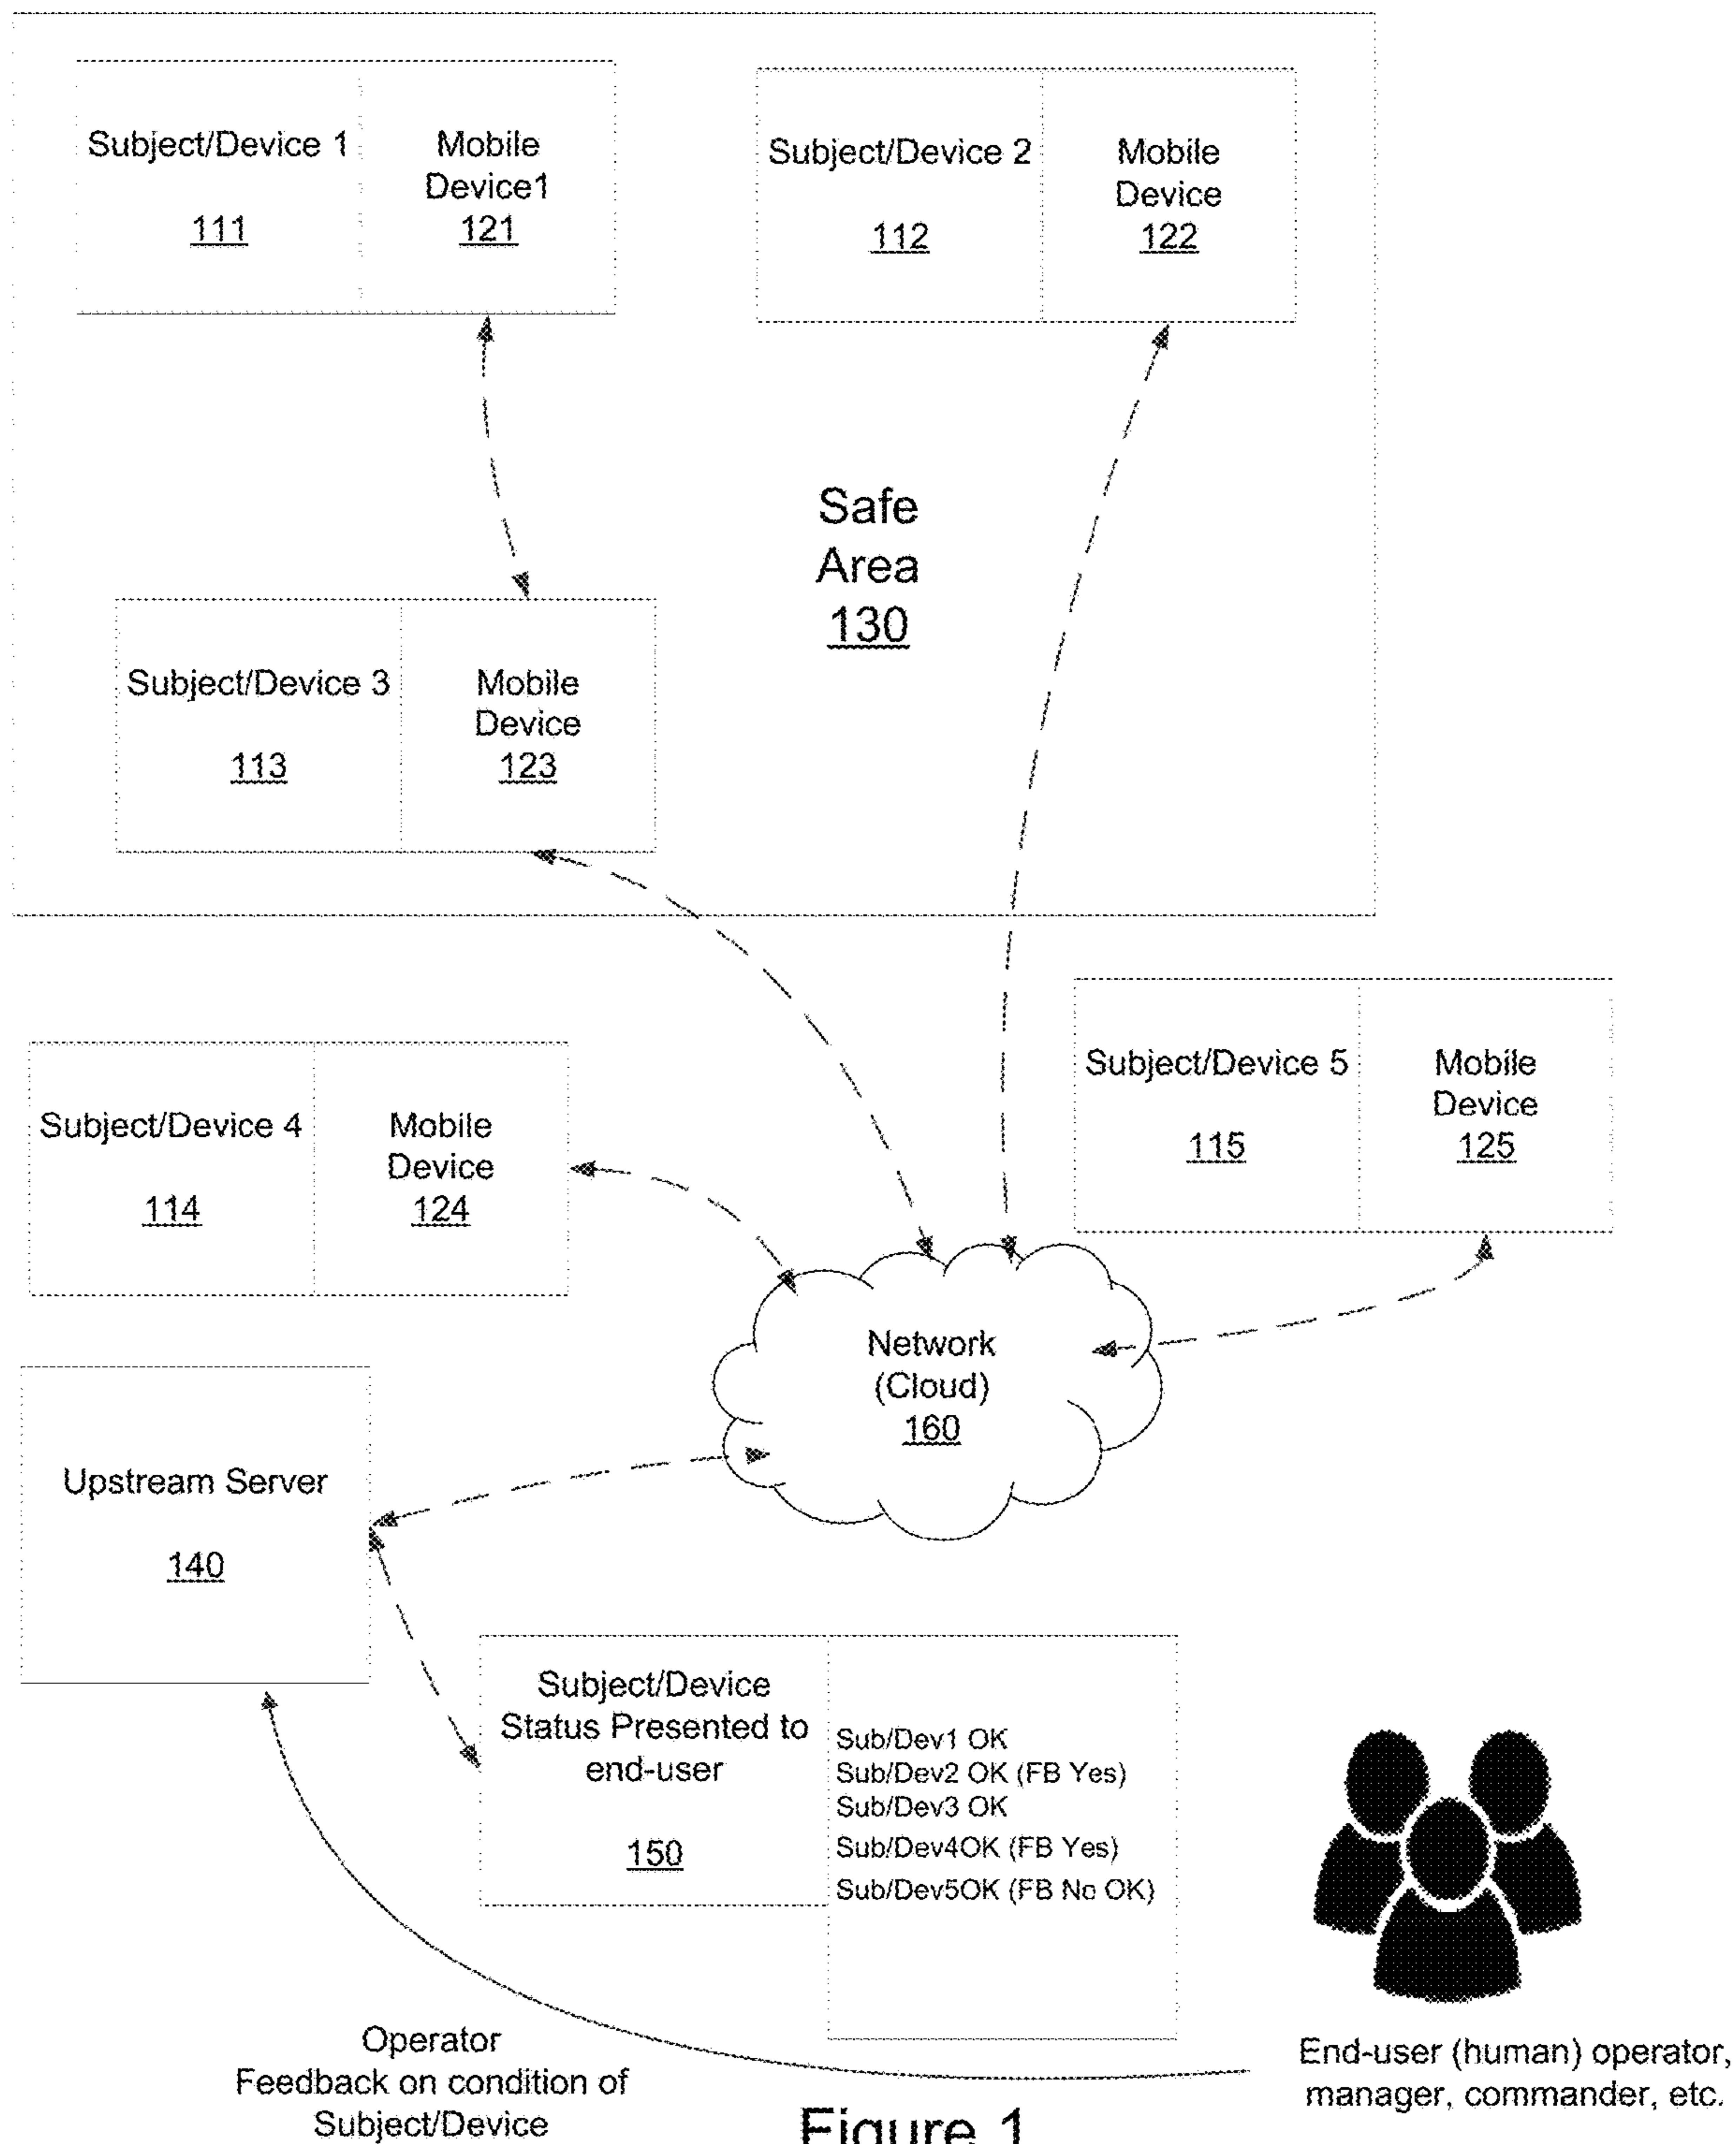 Subject/Device 1
111
Mobile
Device1
121
Subject/Device 2
112
Mobile
Device
122
Safe
Area
130
Subject/Device 3
113
Mobile
Device
123
Subject/Device 4
114
Mobile
Device
124
Subject/Device 5
115
Mobile
Device
125
Network
(Cloud)
160
Upstream Server
140
Subject/Device
Status Presented to
end-user
150
Sub/Dev1 OK
Sub/Dev2 OK (FB Yes)
Sub/Dev3 OK
Sub/Dev4OK (FB Yes)
Sub/Dev5OK (FB No OK)
Operator
Feedback on condition of
Subject/Device
End-user (human) operator,
manager, commander, etc.
Figure 1